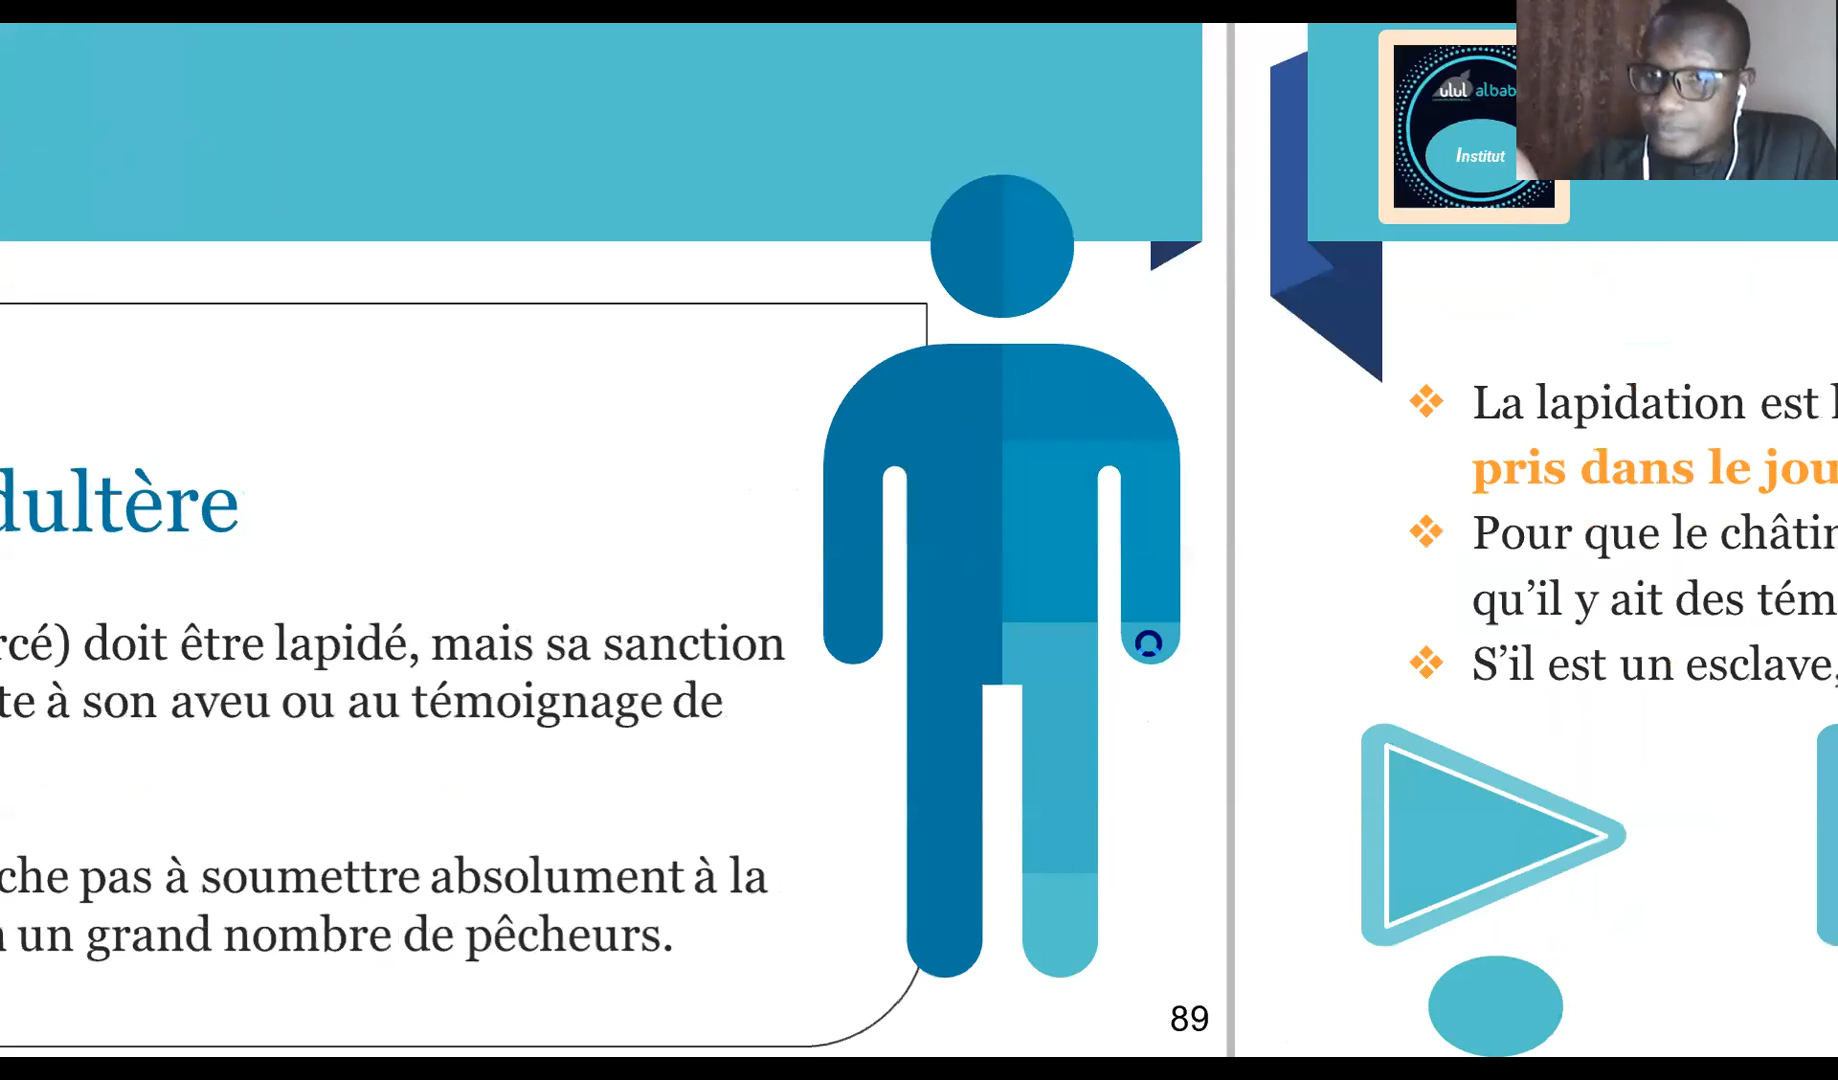 dultère
rcé) doit être lapidé, mais sa sanction
te à son aveu ou au témoignage de
che pas à soumettre absolument à la
un grand nombre de pêcheurs.
89
ulul albab
Institut
La lapidation est l
pris dans le jou
Pour que le châtim
qu’il y ait des tém
S’il est un esclave,